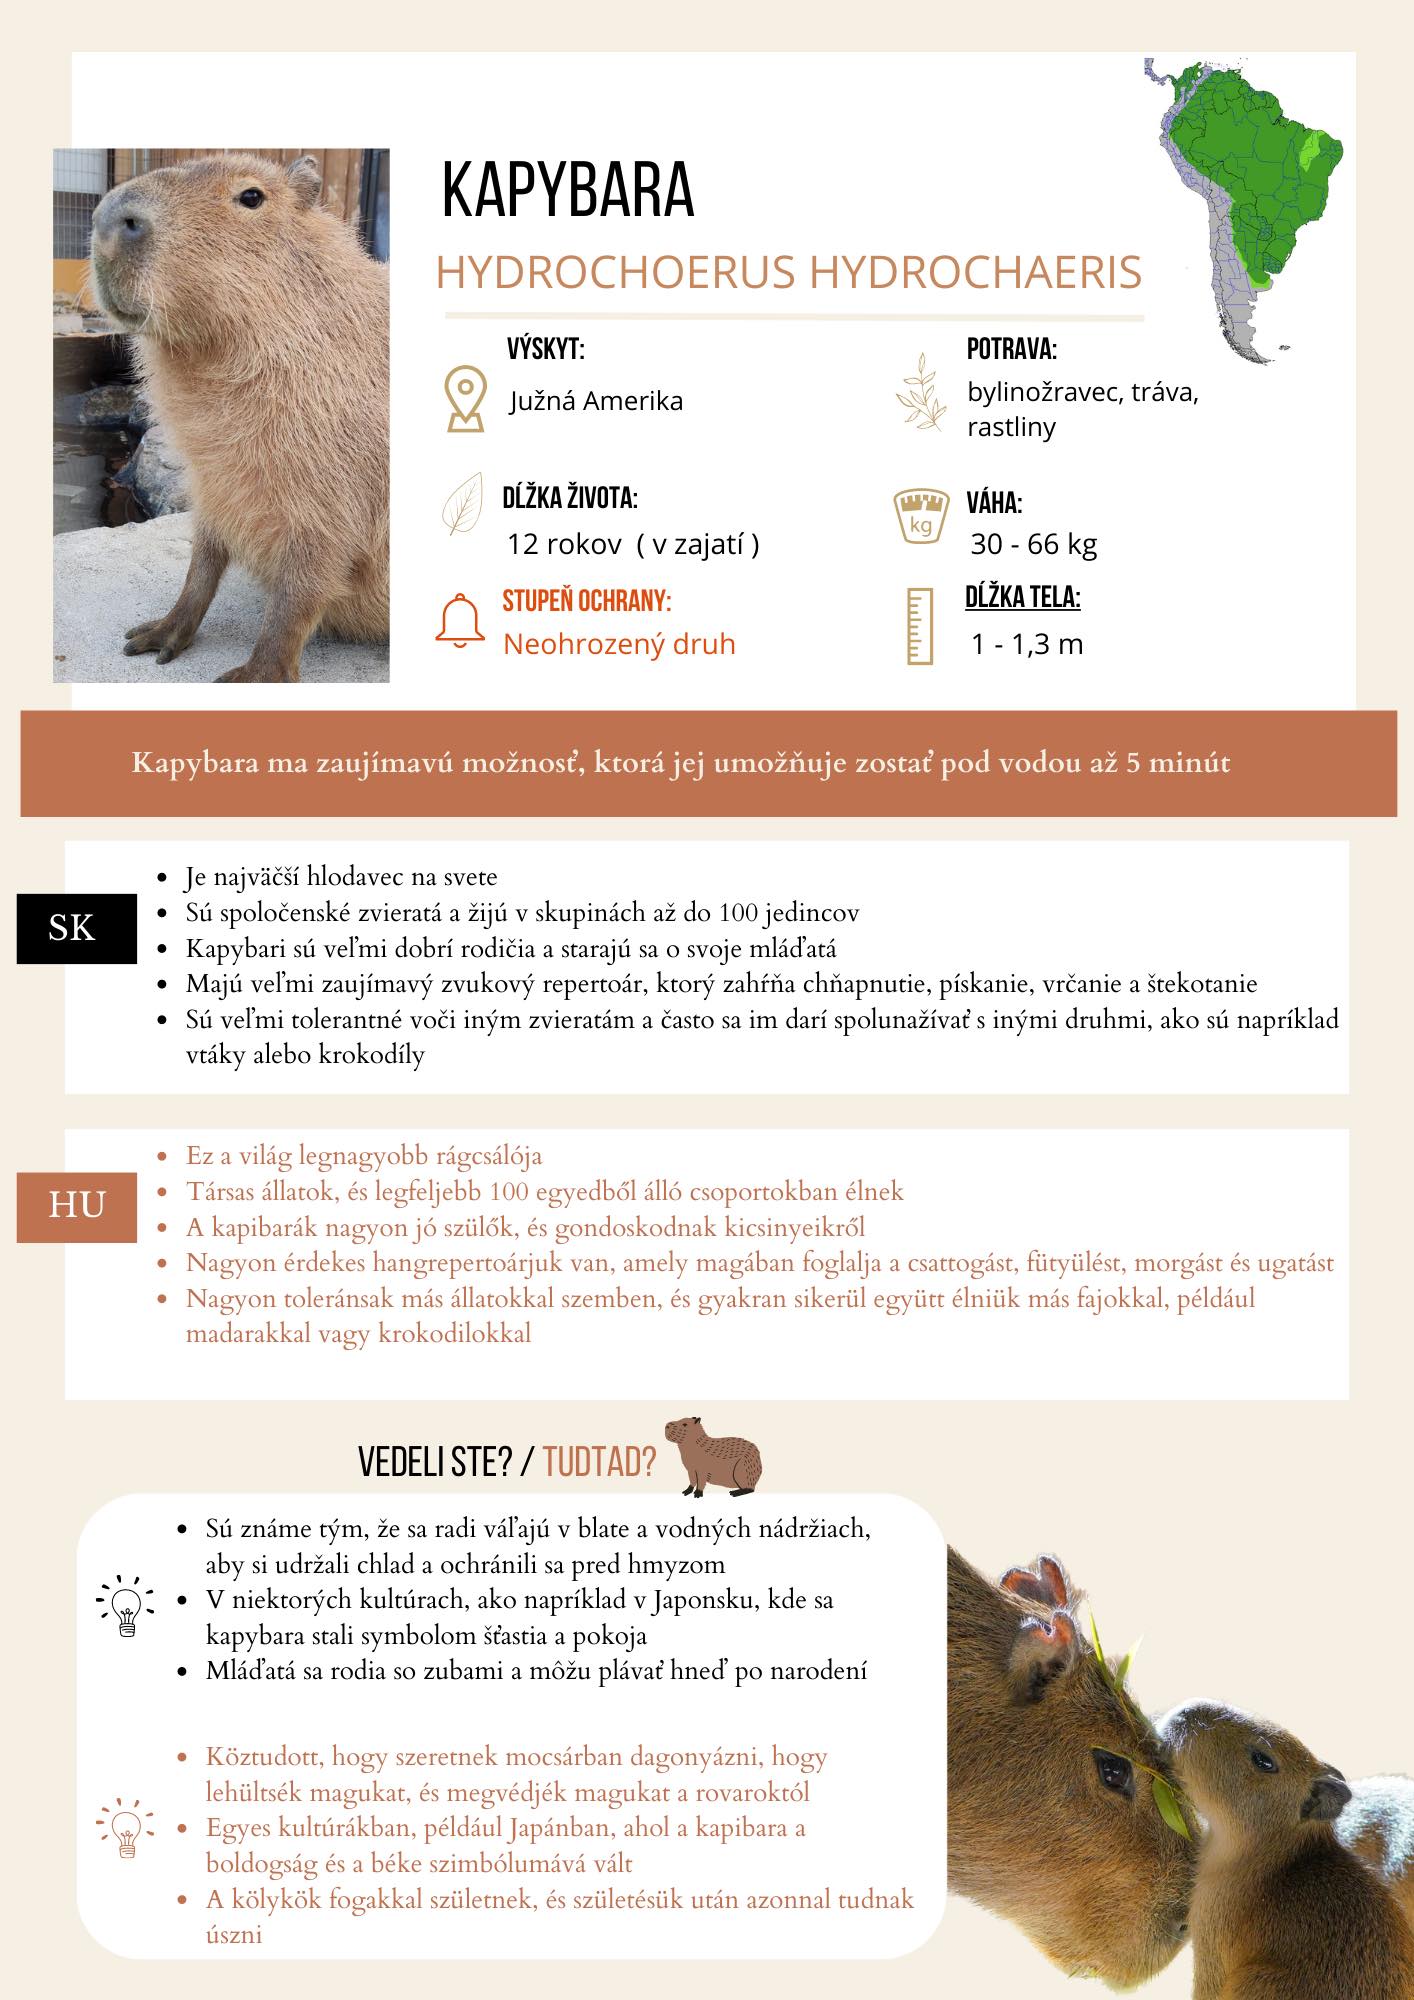 KAPYBARA
HYDROCHOERUS HYDROCHAERIS
VÝSKYT:
Južná Amerika
POTRAVA:
bylinožravec, tráva,
rastliny
DĹŽKA ŽIVOTA:
12 rokov ( v zajatí )
VÁHA:
kg
30 - 66 kg
STUPEŇ OCHRANY:
Neohrozený druh
DĹŽKA TELA:
1 - 1,3 m
Kapybara ma zaujímavú možnosť, ktorá jej umožňuje zostať pod vodou až 5 minút
SK
• Je najväčší hlodavec na svete
• Sú spoločenské zvieratá a žijú v skupinách až do 100 jedincov
• Kapybari sú veľmi dobrí rodičia a starajú sa o svoje mláďatá
• Majú veľmi zaujímavý zvukový repertoár, ktorý zahŕňa chňapnutie, pískanie, vrčanie a štekotanie
• Sú veľmi tolerantné voči iným zvieratám a často sa im darí spolunažívať s inými druhmi, ako sú napríklad
vtáky alebo krokodíly
HU
• Ez a világ legnagyobb rágcsálója
• Társas állatok, és legfeljebb 100 egyedből álló csoportokban élnek
• A kapibarák nagyon jó szülők, és gondoskodnak kicsinyeikről
• Nagyon érdekes hangrepertoárjuk van, amely magában foglalja a csattogást, fütyülést, morgást és ugatást
• Nagyon toleránsak más állatokkal szemben, és gyakran sikerül együtt élniük más fajokkal, például
madarakkal vagy krokodilokkal
VEDELI STE? / TUDTAD?
• Sú známe tým, že sa radi váľajú v blate a vodných nádržiach,
aby si udržali chlad a ochránili sa pred hmyzom
• V niektorých kultúrach, ako napríklad v Japonsku, kde sa
kapybara stali symbolom šťastia a pokoja
• Mláďatá sa rodia so zubami a môžu plávať hneď po narodení
• Köztudott, hogy szeretnek mocsárban dagonyázni, hogy
lehültsék magukat, és megvédjék magukat a rovaroktól
• Egyes kultúrákban, például Japánban, ahol a kapibara a
boldogság és a béke szimbólumává vált
• A kölykök fogakkal születnek, és születésük után azonnal tudnak
úszni